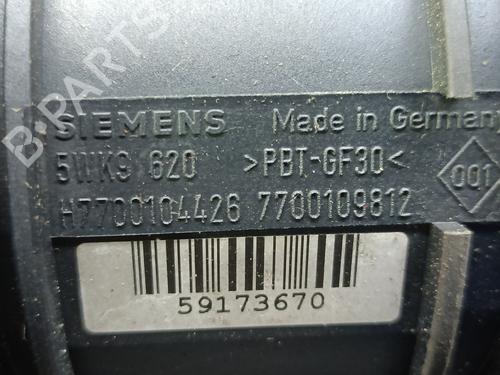 B-PARTS
SIEMENS Made in Germany
5WK9 620 >PBT-GF30< 001
H7700104426 7700109812
59173670